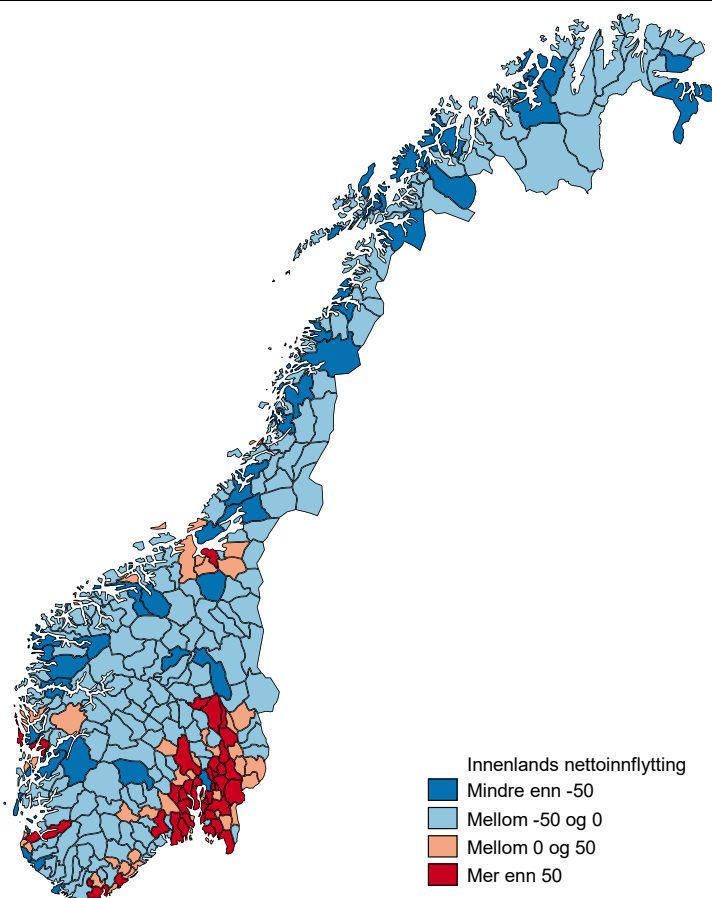 Innenlands nettoinnflytting
Mindre enn -50
Mellom -50 og 0
Mellom 0 og 50
Mer enn 50